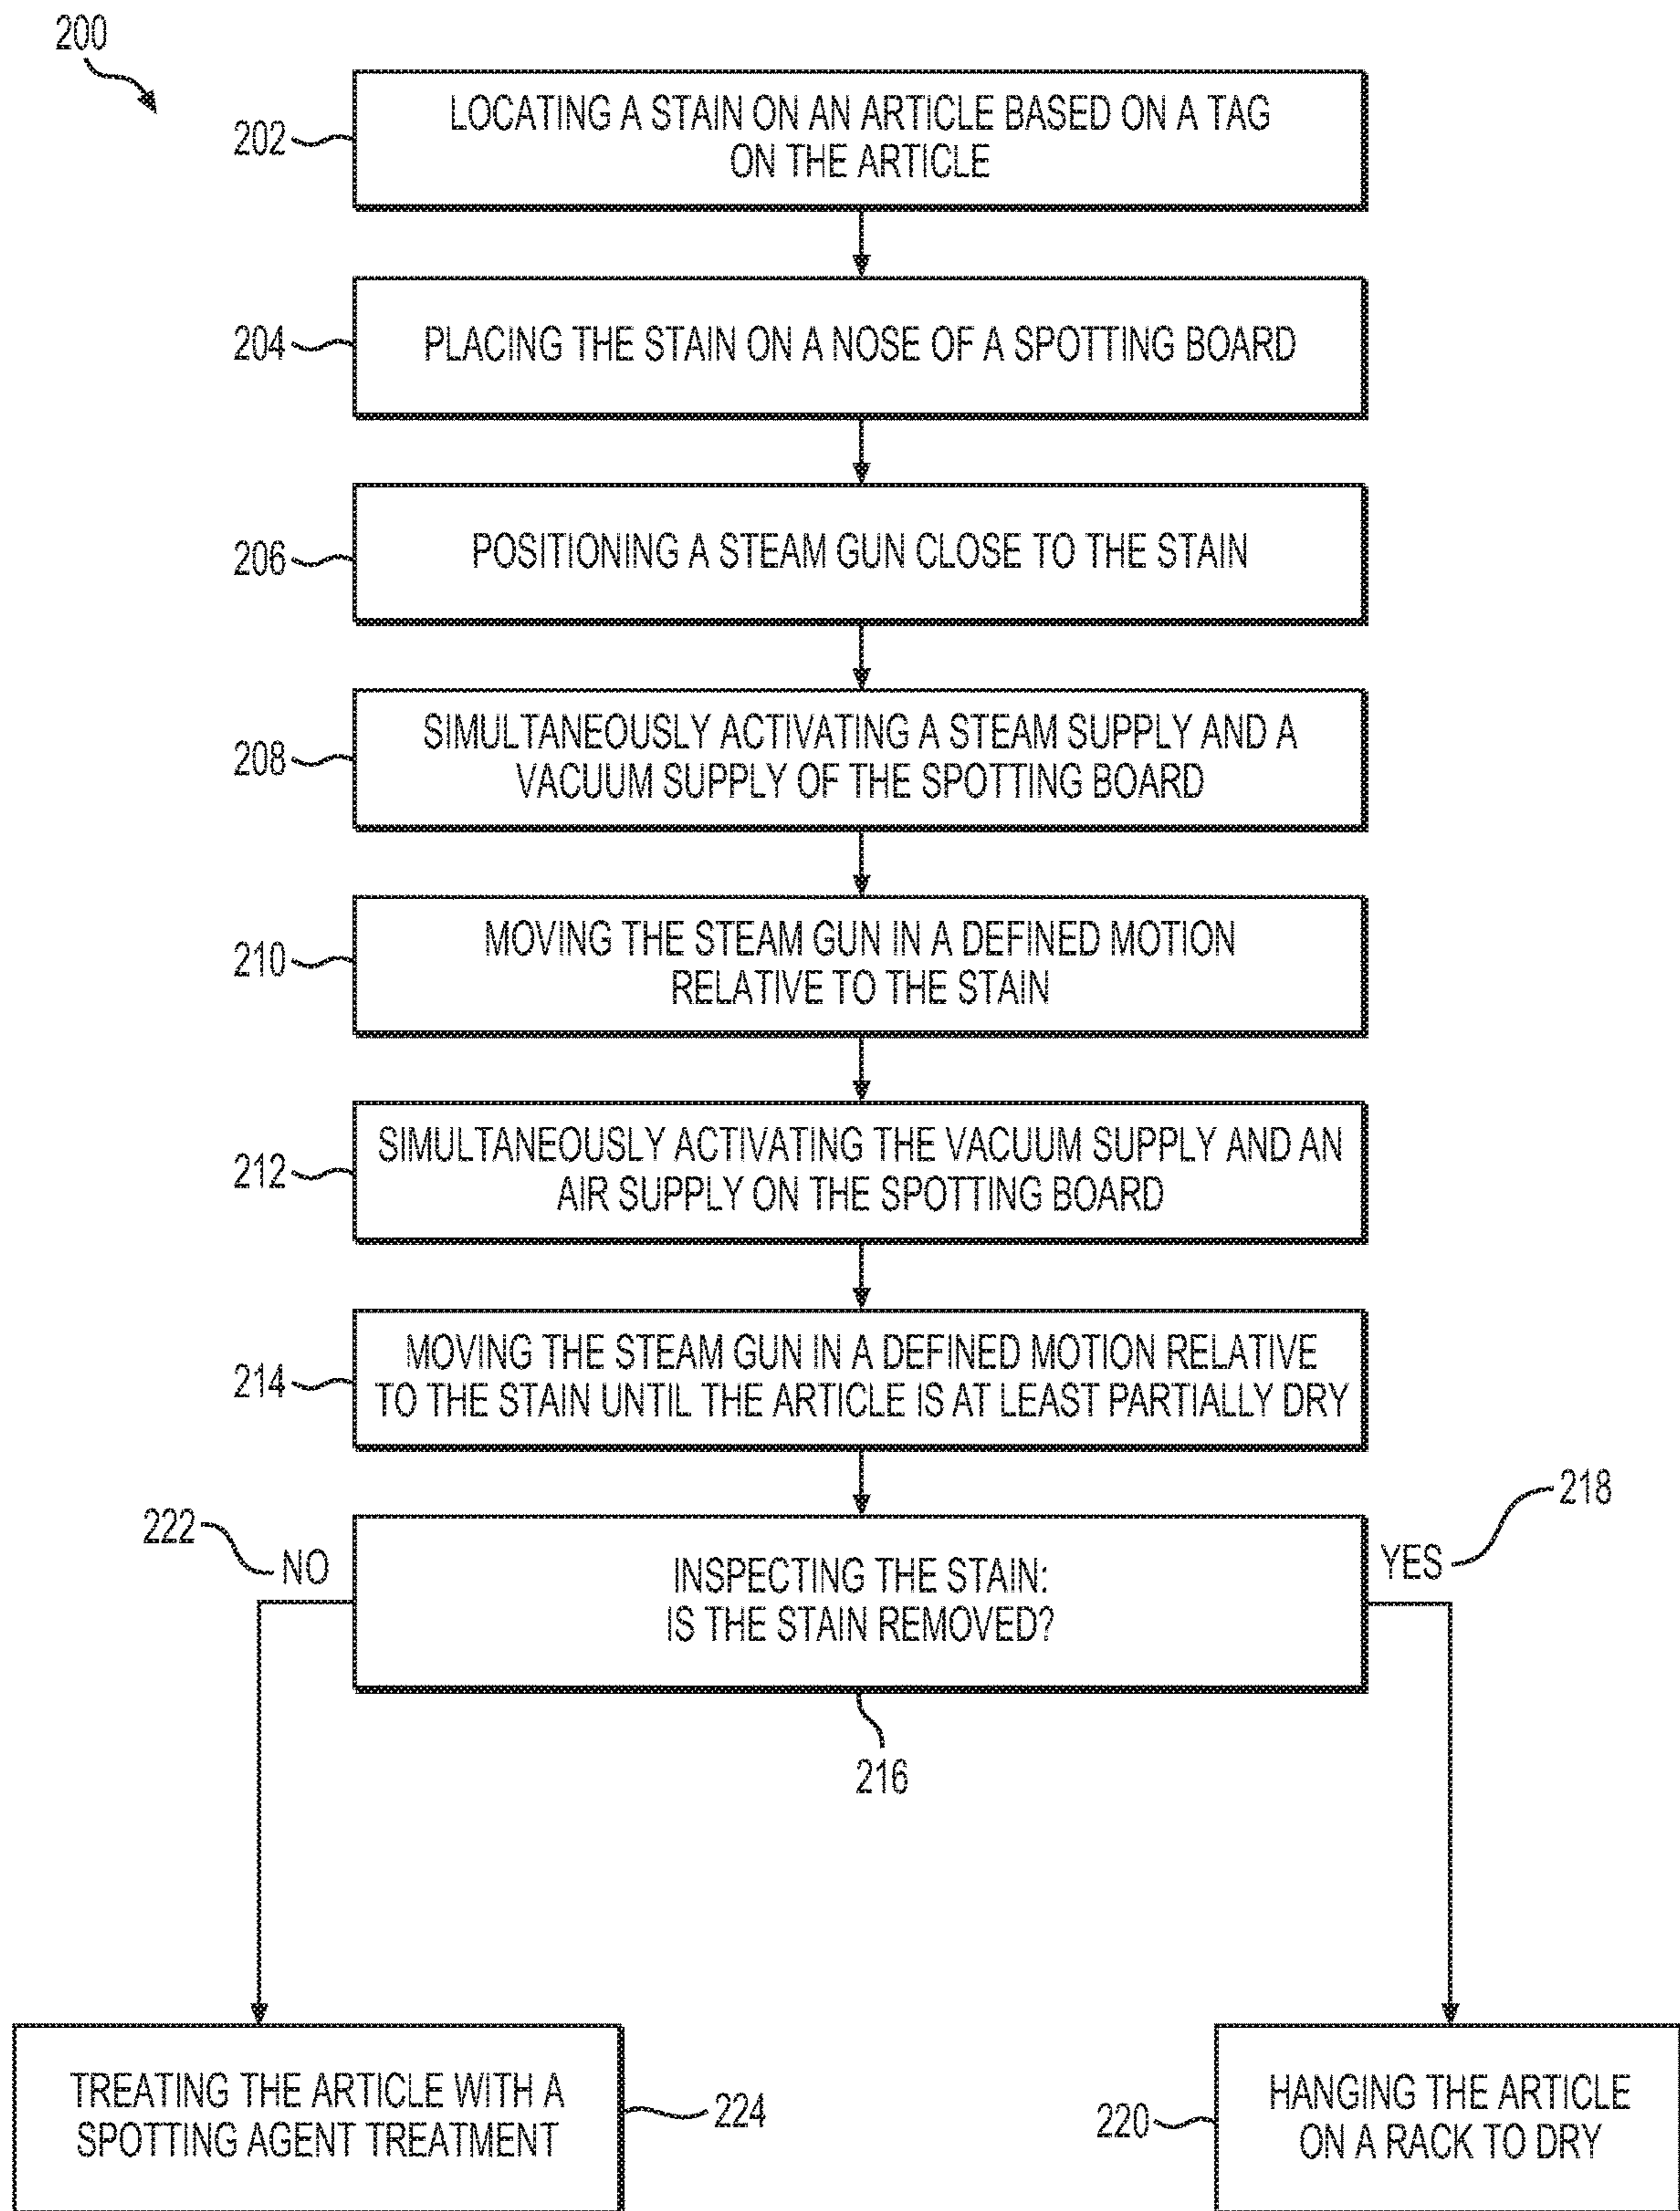 200
202
LOCATING A STAIN ON AN ARTICLE BASED ON A TAG
ON THE ARTICLE
204
PLACING THE STAIN ON A NOSE OF A SPOTTING BOARD
206
POSITIONING A STEAM GUN CLOSE TO THE STAIN
208
SIMULTANEOUSLY ACTIVATING A STEAM SUPPLY AND A
VACUUM SUPPLY OF THE SPOTTING BOARD
210
MOVING THE STEAM GUN IN A DEFINED MOTION
RELATIVE TO THE STAIN
212
SIMULTANEOUSLY ACTIVATING THE VACUUM SUPPLY AND AN
AIR SUPPLY ON THE SPOTTING BOARD
214
MOVING THE STEAM GUN IN A DEFINED MOTION RELATIVE
TO THE STAIN UNTIL THE ARTICLE IS AT LEAST PARTIALLY DRY
222
NO
INSPECTING THE STAIN:
IS THE STAIN REMOVED?
YES
218
216
TREATING THE ARTICLE WITH A
SPOTTING AGENT TREATMENT
224
220
HANGING THE ARTICLE
ON A RACK TO DRY